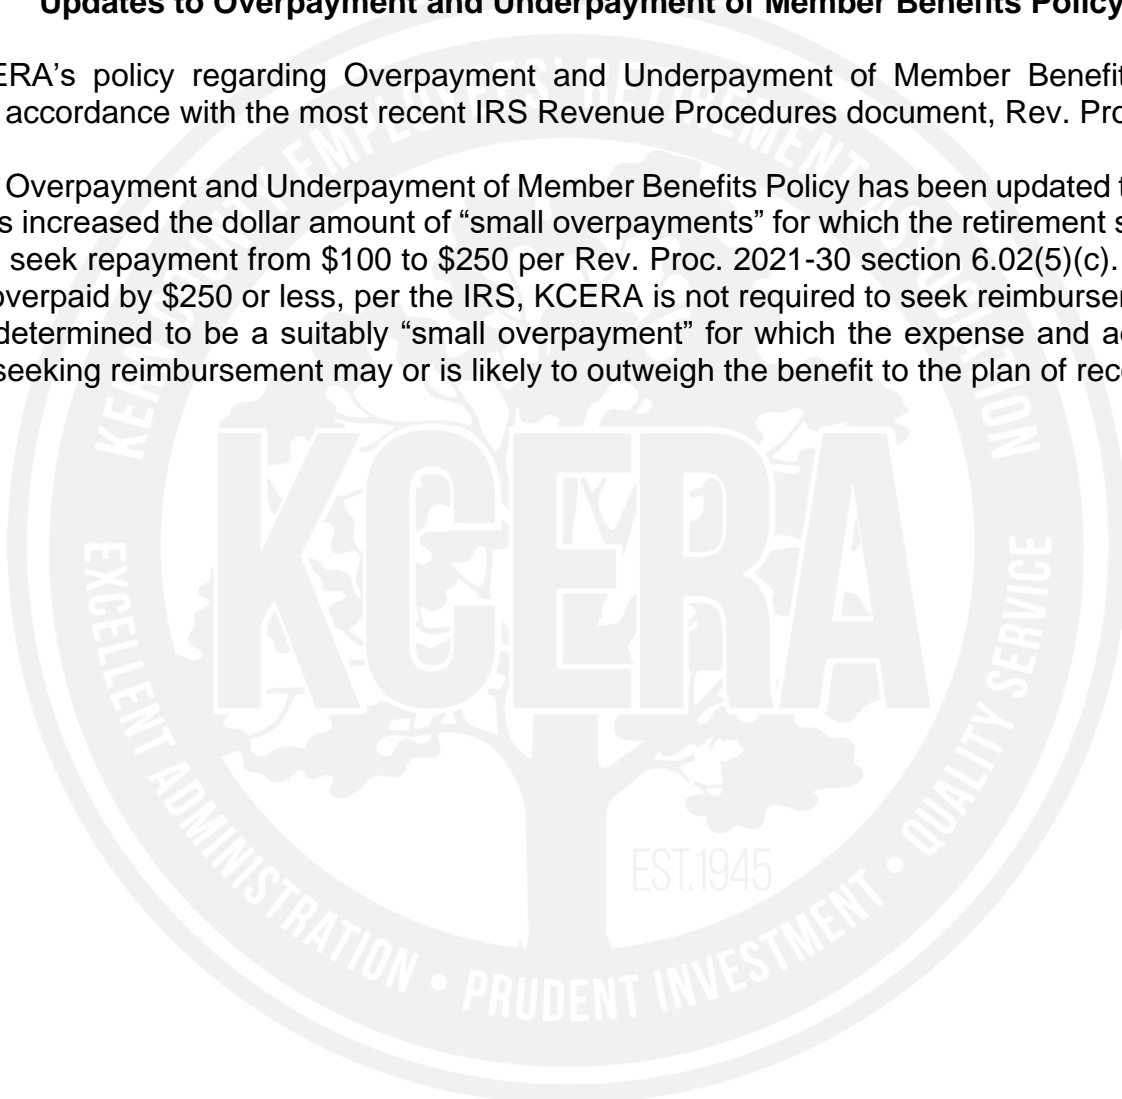 Updates to Overpayment and Underpayment of Member Benefits Policy
ERA’s policy regarding Overpayment and Underpayment of Member Benefit
accordance with the most recent IRS Revenue Procedures document, Rev. Pro
Overpayment and Underpayment of Member Benefits Policy has been updated t
s increased the dollar amount of “small overpayments” for which the retirement s
seek repayment from $100 to $250 per Rev. Proc. 2021-30 section 6.02(5)(c).
overpaid by $250 or less, per the IRS, KCERA is not required to seek reimburse
determined to be a suitably “small overpayment” for which the expense and a
seeking reimbursement may or is likely to outweigh the benefit to the plan of rec
KERN COUNTY EMPLOYEES' RETIREMENT ASSOCIATION
KCERA
EST.1945
EXCELLENT ADMINISTRATION • PRUDENT INVESTMENT • QUALITY SERVICE